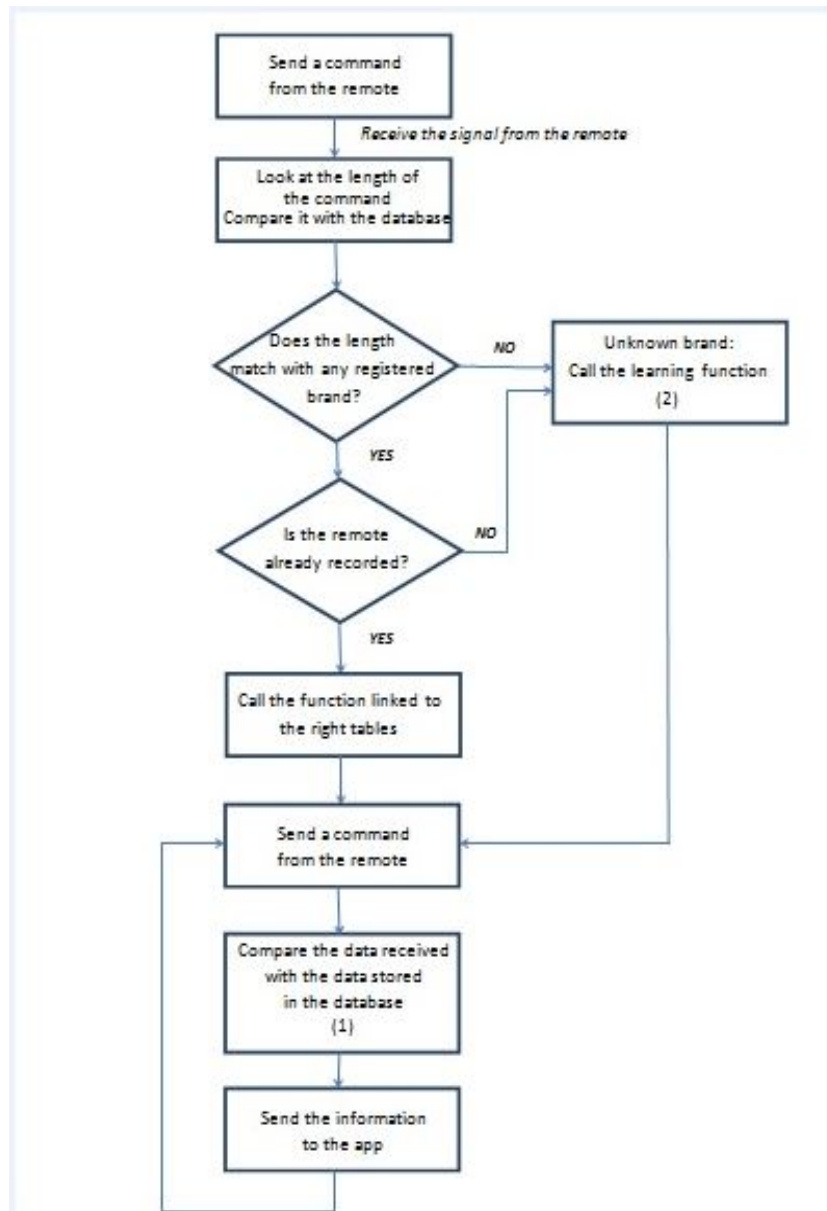 Send a command
from the remote
Receive the signal from the remote
Look at the length of
the command
Compare it with the database
Does the length
match with any registered
brand?
NO
Unknown brand:
Call the learning function
(2)
YES
Is the remote
already recorded?
NO
YES
Call the function linked to
the right tables
Send a command
from the remote
Compare the data received
with the data stored
in the database
(1)
Send the information
to the app